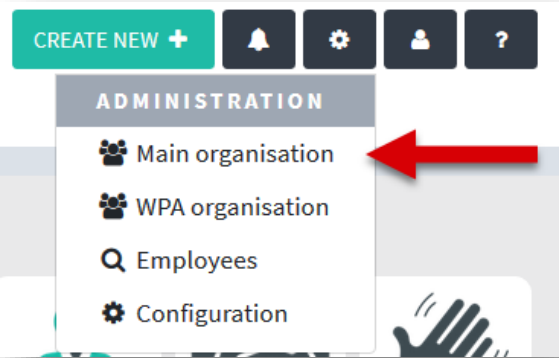 CREATE NEW +
?
ADMINISTRATION
Main organisation
WPA organisation
Employees
Configuration